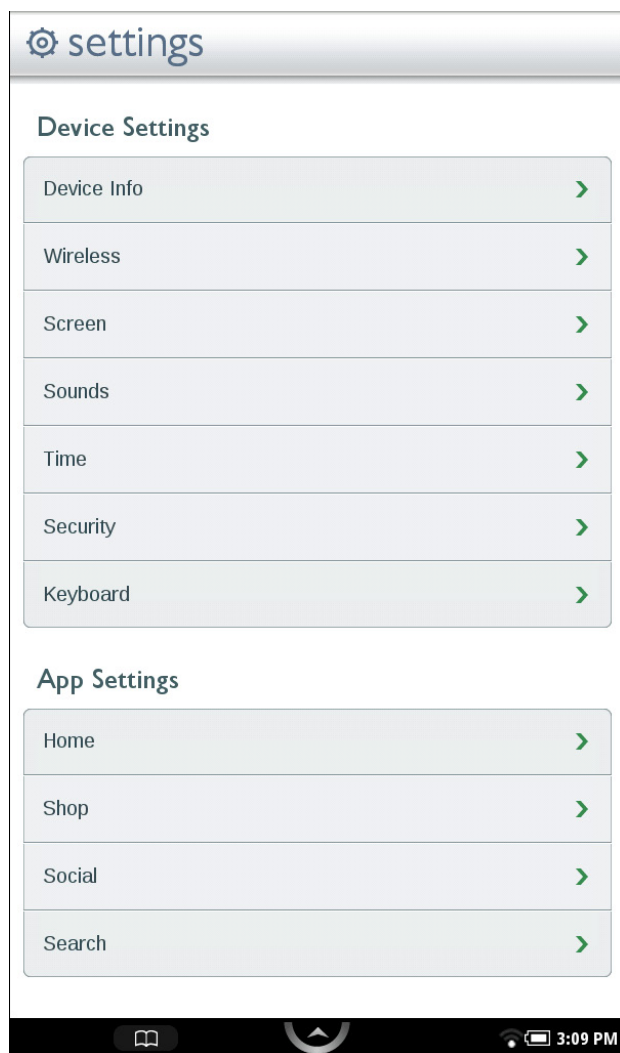 settings
Device Settings
Device Info
Wireless
Screen
Sounds
Time
Security
Keyboard
App Settings
Home
Shop
Social
Search
3:09 PM